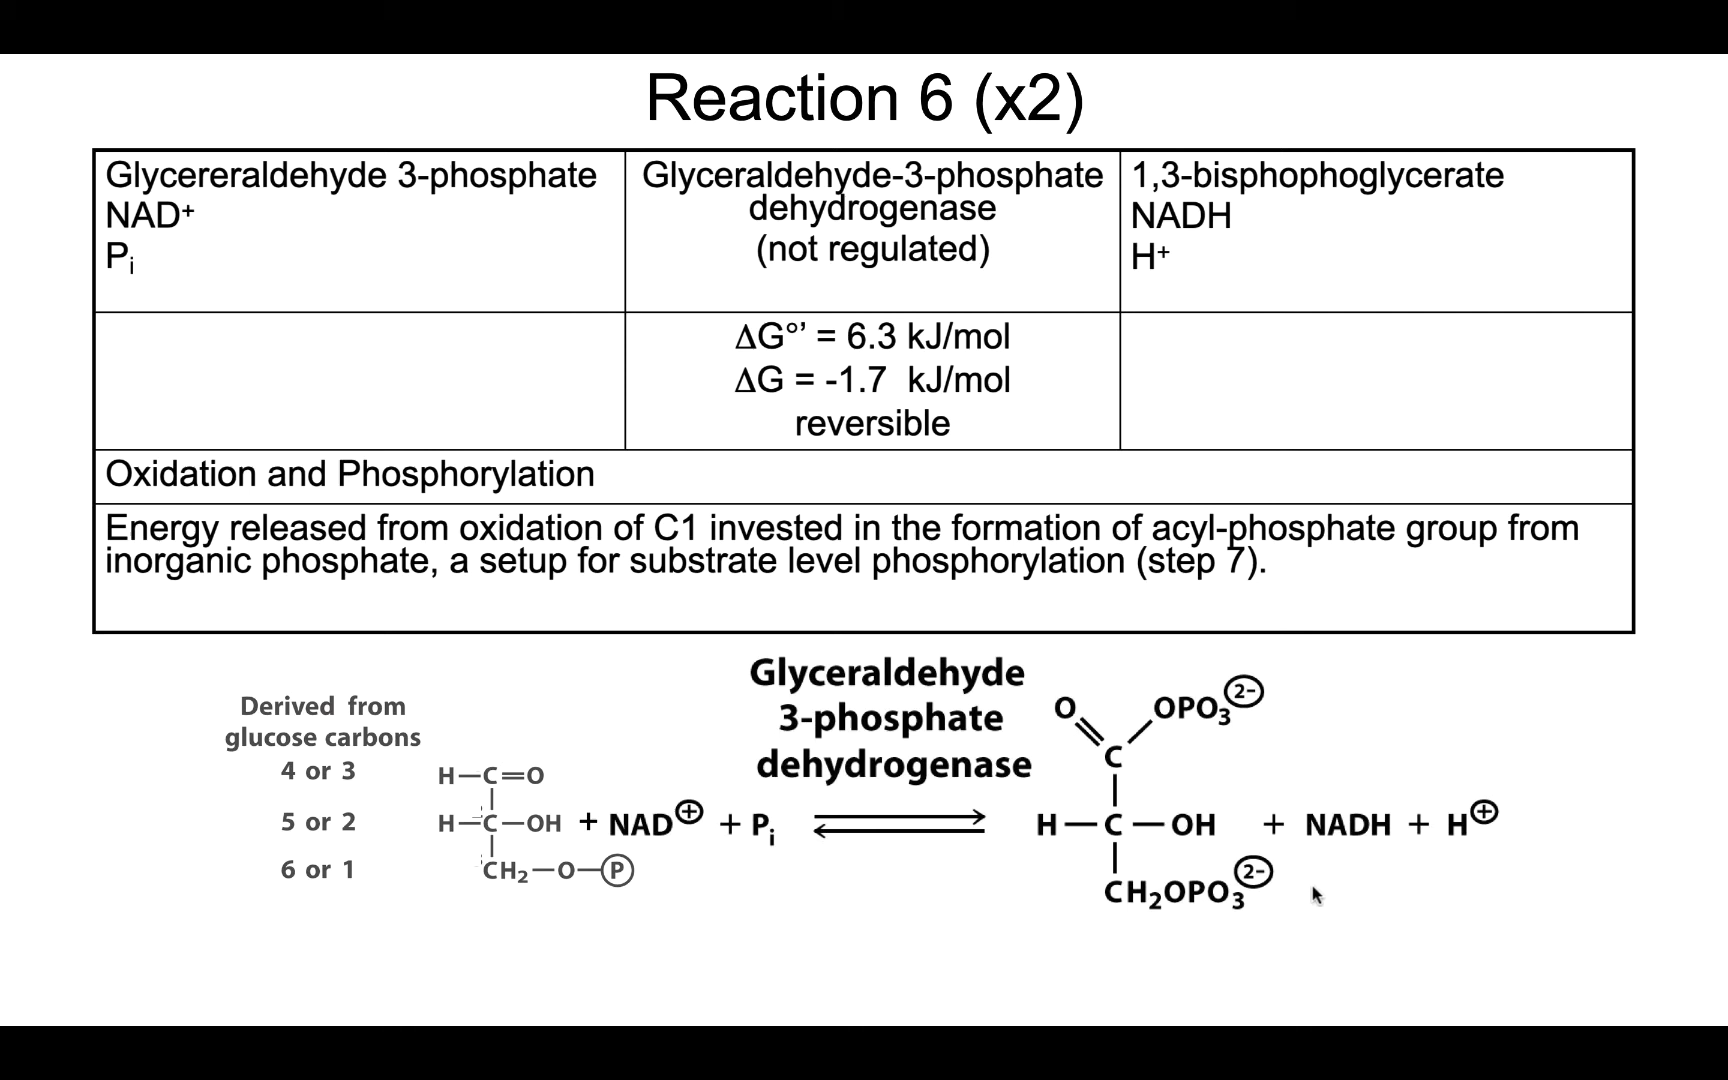 Reaction 6 (x2)
Glycereraldehyde 3-phosphate
NAD⁺
Pᵢ
Glyceraldehyde-3-phosphate
dehydrogenase
(not regulated)
1,3-bisphophoglycerate
NADH
H⁺
ΔG°’ = 6.3 kJ/mol
ΔG = -1.7 kJ/mol
reversible
Oxidation and Phosphorylation
Energy released from oxidation of C1 invested in the formation of acyl-phosphate group from
inorganic phosphate, a setup for substrate level phosphorylation (step 7).
Derived from
glucose carbons
4 or 3
5 or 2
6 or 1
H—C=O
H—C—OH + NAD⊕ + Pᵢ
CH₂—O—P
Glyceraldehyde
3-phosphate
dehydrogenase
O OPO₃ 2-
C
H—C—OH + NADH + H⊕
CH₂OPO₃ 2-